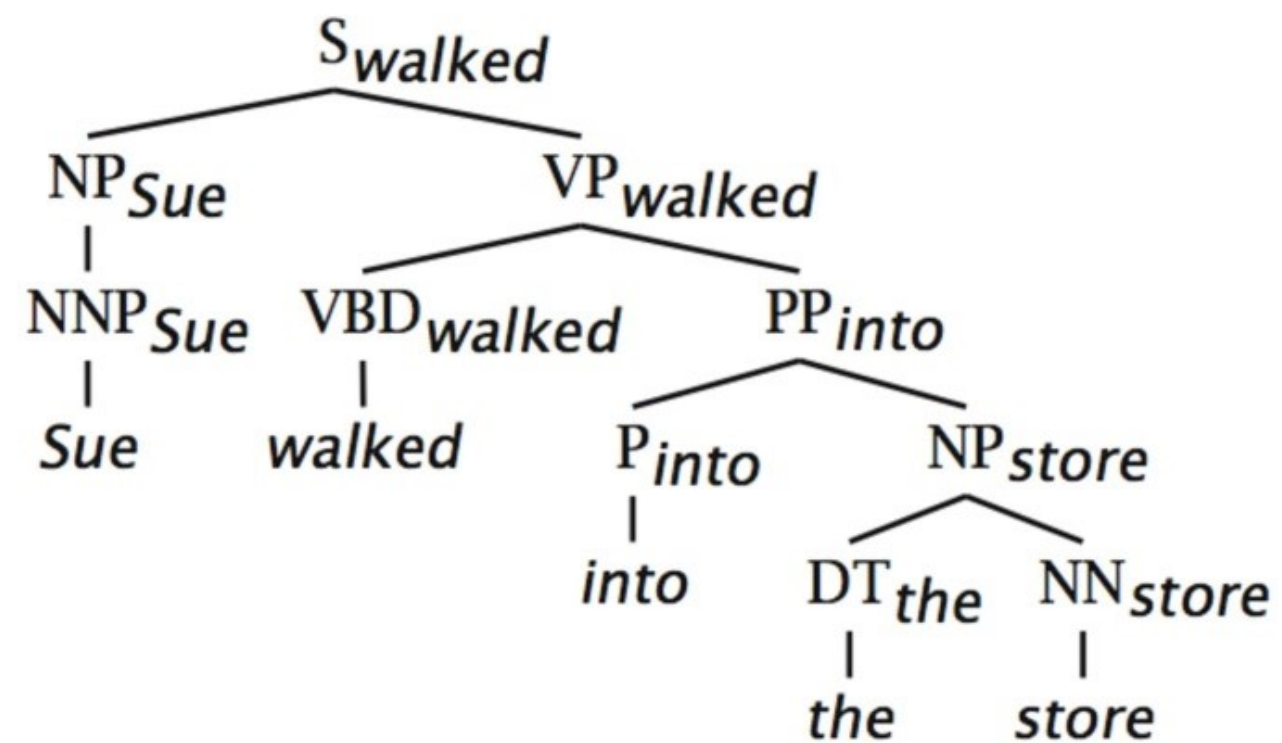 S walked
NP Sue VP walked
NNP Sue VBD walked PP into
Sue walked P into NP store
into DT the NN store
the store